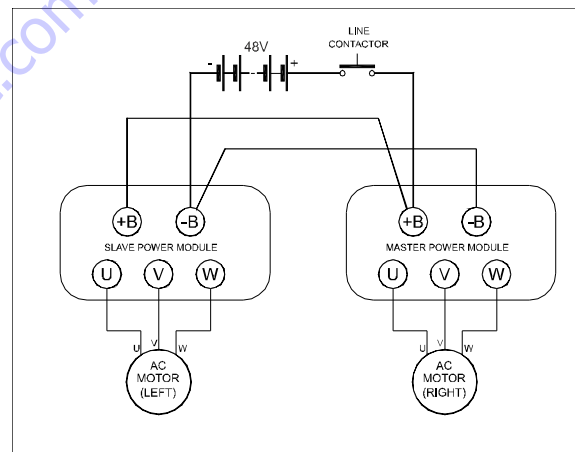 LINE
CONTACTOR
48V
- +
+B -B +B -B
SLAVE POWER MODULE MASTER POWER MODULE
U V W U V W
U V W U V W
AC
MOTOR
(LEFT)
AC
MOTOR
(RIGHT)